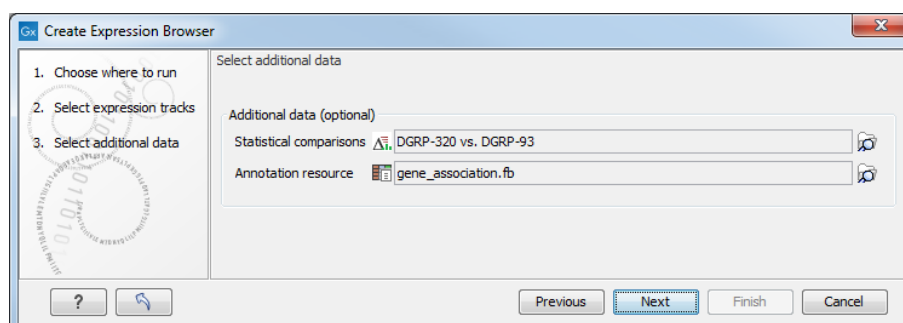 Gx Create Expression Browser
x
1. Choose where to run
2. Select expression tracks
3. Select additional data
Select additional data
Additional data (optional)
Statistical comparisons DGRP-320 vs. DGRP-93
Annotation resource gene_association.fb
? Previous Next Finish Cancel